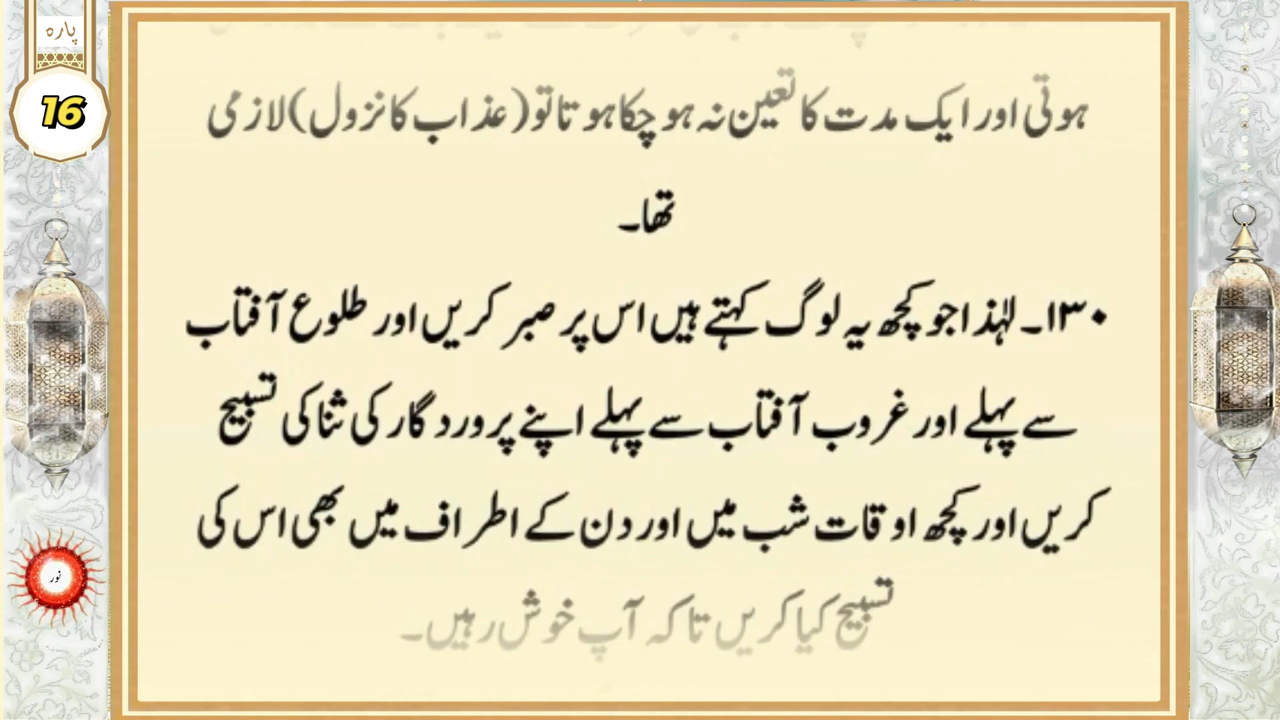 پارہ
16
ہوتی اور ایک مدت کا تعین نہ ہو چکا ہوتا تو (عذاب کا نزول) لازمی
تھا۔
۱۳۰۔ لہٰذا جو کچھ یہ لوگ کہتے ہیں اس پر صبر کریں اور طلوع آفتاب
سے پہلے اور غروب آفتاب سے پہلے اپنے پروردگار کی ثنا کی تسبیح
کریں اور کچھ اوقات شب میں اور دن کے اطراف میں بھی اس کی
تسبیح کیا کریں تاکہ آپ خوش رہیں۔
نور